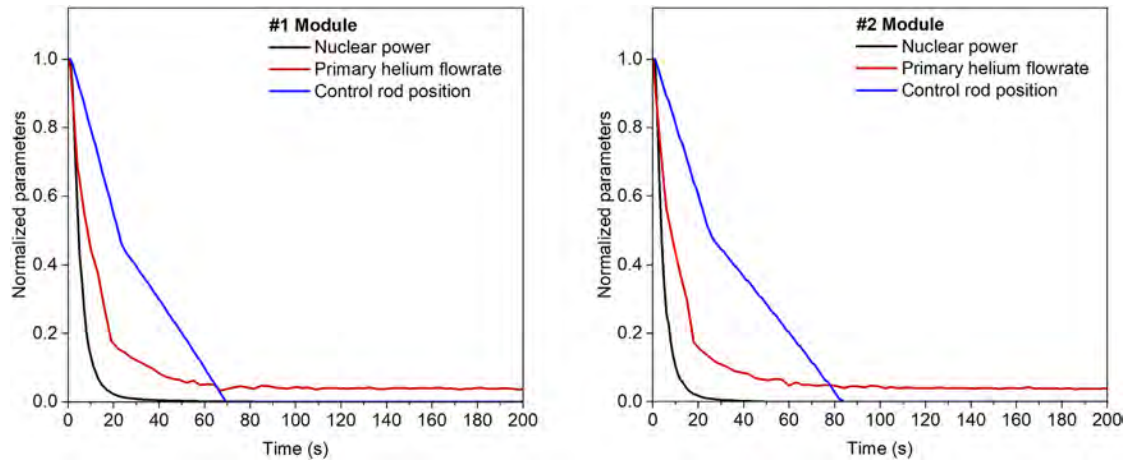 #1 Module
Nuclear power
Primary helium flowrate
Control rod position
Normalized parameters
1.0
0.8
0.6
0.4
0.2
0.0
0 20 40 60 80 100 120 140 160 180 200
Time (s)
#2 Module
Nuclear power
Primary helium flowrate
Control rod position
Normalized parameters
1.0
0.8
0.6
0.4
0.2
0.0
0 20 40 60 80 100 120 140 160 180 200
Time (s)